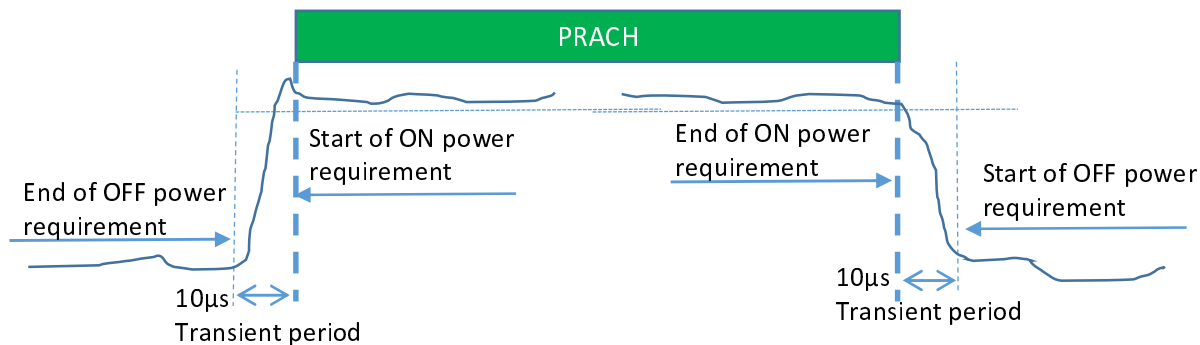 PRACH
Start of ON power
requirement
End of ON power
requirement
End of OFF power
requirement
Start of OFF power
requirement
10µs
Transient period
10µs
Transient period